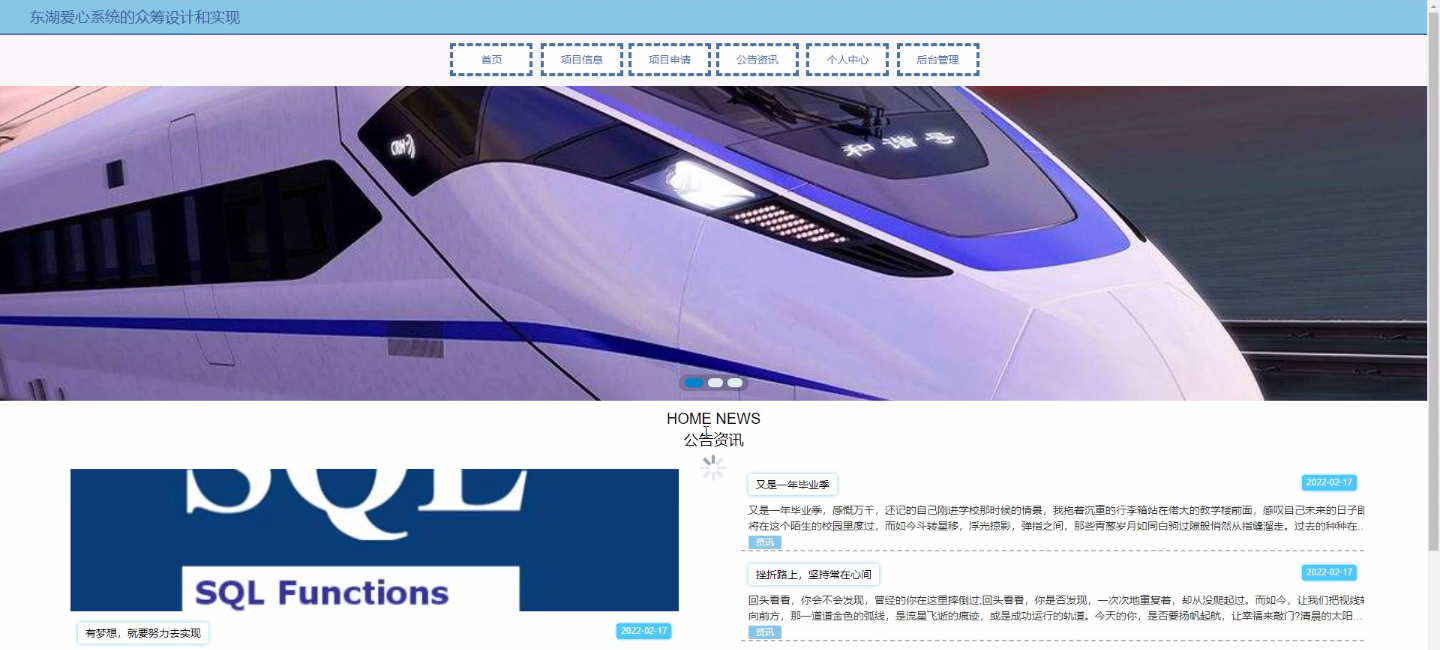 东湖爱心系统的众筹设计和实现
首页
项目信息
项目申请
公告资讯
个人中心
后台管理
CRH
和谐号
HOME NEWS
公告资讯
SQL
SQL Functions
有梦想，就要努力去实现
2022-02-17
又是一年毕业季
2022-02-17
又是一年毕业季，感慨万千，还记的自己刚进学校那时候的情景，我拖着沉重的行李箱站在偌大的教学楼前面，感叹自己未来的日子即
将在这个陌生的校园里度过，而如今斗转星移，浮光掠影，弹指之间，那些青葱岁月如同白驹过隙般悄然从指缝溜走。过去的种种在...
资讯
挫折路上，坚持常在心间
2022-02-17
回头看看，你会不会发现，曾经的你在这里摔倒过;回头看看，你是否发现，一次次地重复着，却从没爬起过。而如今，让我们把视线转
向前方，那一道道金色的弧线，是流星飞逝的痕迹，或是成功运行的轨道。今天的你，是否要扬帆起航，让幸福来敲门?清晨的太阳...
资讯